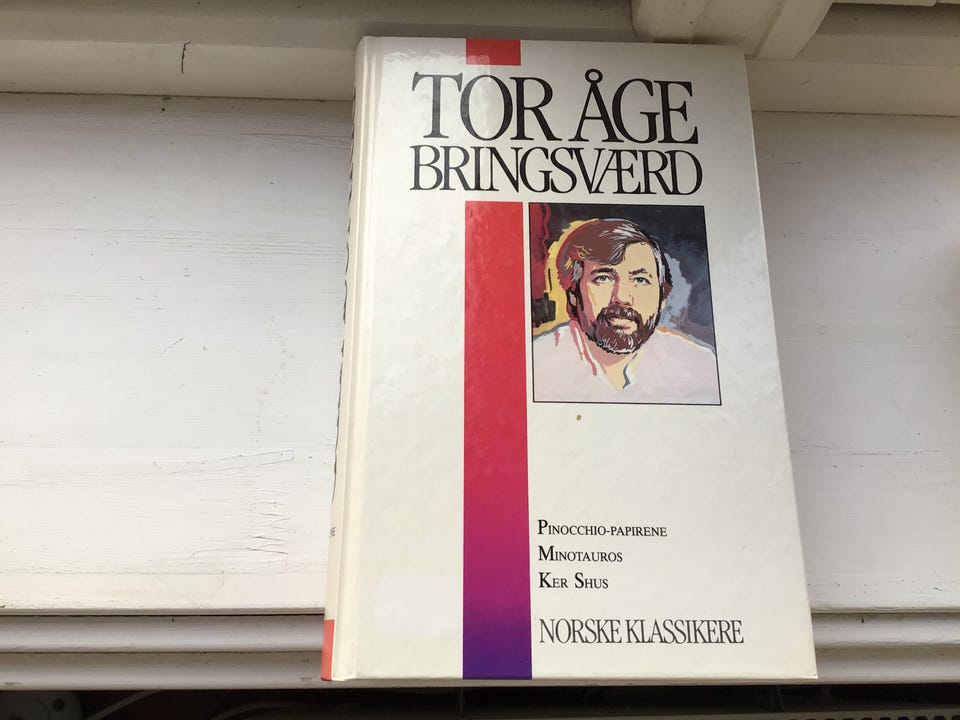 TOR ÅGE
BRINGSVÆRD
PINOCCHIO-PAPIRENE
MINOTAUROS
KER SHUS
NORSKE KLASSIKERE